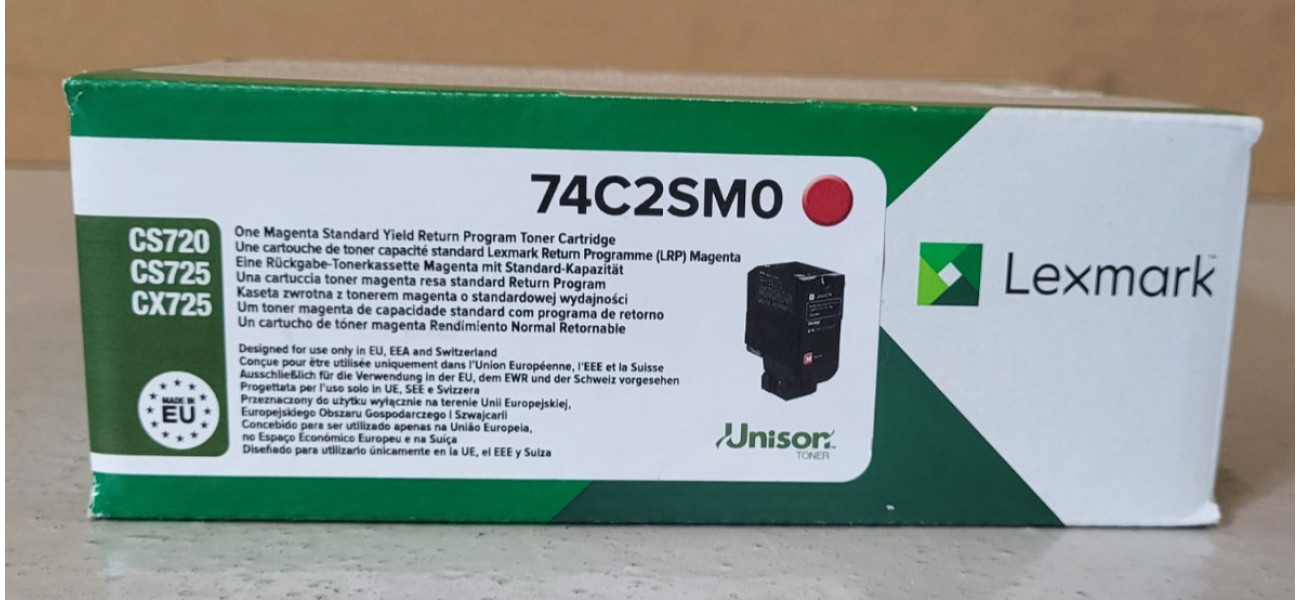 74C2SM0
CS720
CS725
CX725
One Magenta Standard Yield Return Program Toner Cartridge
Une cartouche de toner capacité standard Lexmark Return Programme (LRP) Magenta
Eine Rückgabe-Tonerkassette Magenta mit Standard-Kapazität
Una cartuccia toner magenta resa standard Return Program
Kaseta zwrotna z tonerem magenta o standardowej wydajności
Um toner magenta de capacidade standard com programa de retorno
Un cartucho de tóner magenta Rendimiento Normal Retornable
Designed for use only in EU, EEA and Switzerland
Conçue pour être utilisée uniquement dans l'Union Européenne, l'EEE et la Suisse
Ausschließlich für die Verwendung in der EU, dem EWR und der Schweiz vorgesehen
Progettata per l'uso solo in UE, SEE e Svizzera
Przeznaczony do użytku wyłącznie na terenie Unii Europejskiej,
Europejskiego Obszaru Gospodarczego i Szwajcarii
Concebido para ser utilizado apenas na União Europeia,
no Espaço Económico Europeu e na Suíça
Diseñado para utilizarlo únicamente en la UE, el EEE y Suiza
MADE IN
EU
M
Unison
TONER
Lexmark